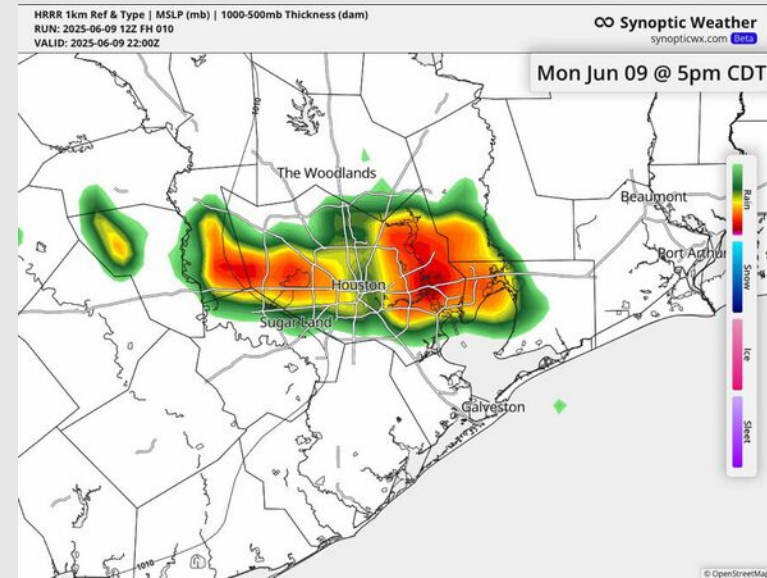 HRRR 1km Ref & Type | MSLP (mb) | 1000-500mb Thickness (dam)
RUN: 2025-06-09 12Z FH 010
VALID: 2025-06-09 22:00Z
Synoptic Weather
synopticwx.com Beta
Mon Jun 09 @ 5pm CDT
1010
The Woodlands
Beaumont
Port Arthur
Houston
Sugar Land
Galveston
1010
Rain
Snow
Ice
Sleet
© OpenStreetMap